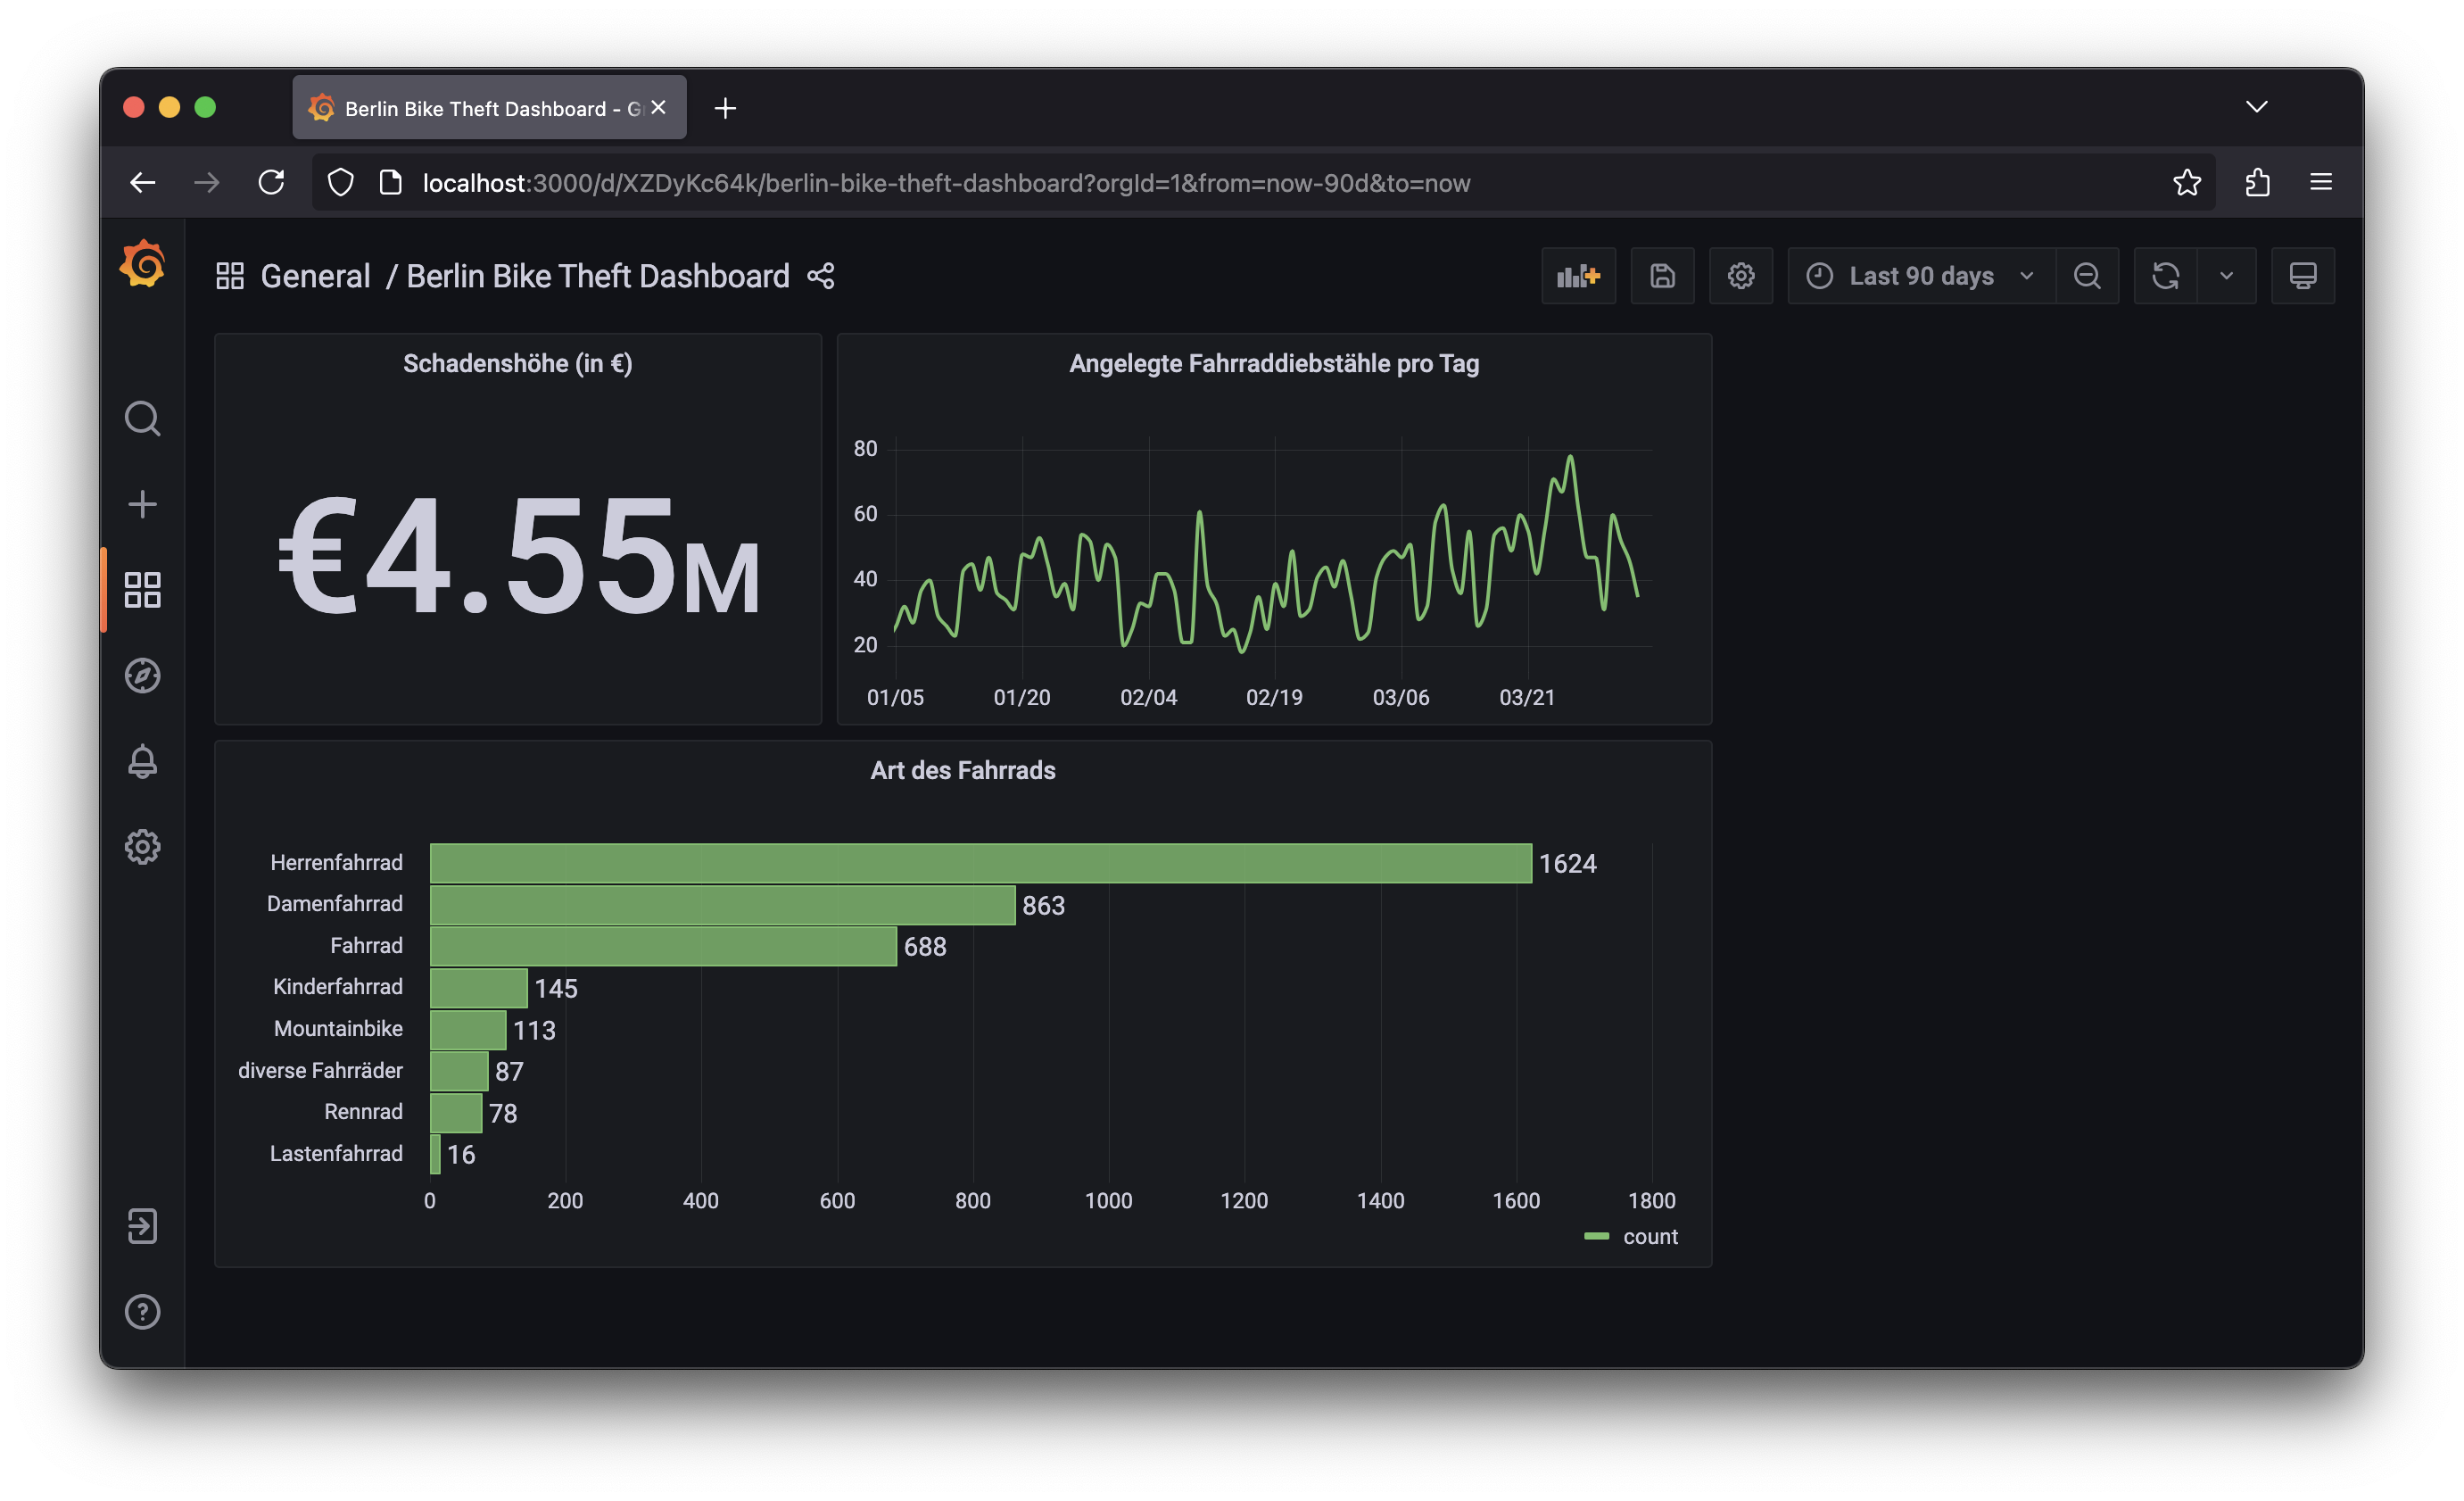 Berlin Bike Theft Dashboard - G
localhost:3000/d/XZDyKc64k/berlin-bike-theft-dashboard?orgId=1&from=now-90d&to=now
General / Berlin Bike Theft Dashboard
Last 90 days
Schadenshöhe (in €)
€4.55M
Angelegte Fahrraddiebstähle pro Tag
80
60
40
20
01/05 01/20 02/04 02/19 03/06 03/21
Art des Fahrrads
Herrenfahrrad 1624
Damenfahrrad 863
Fahrrad 688
Kinderfahrrad 145
Mountainbike 113
diverse Fahrräder 87
Rennrad 78
Lastenfahrrad 16
0 200 400 600 800 1000 1200 1400 1600 1800
count